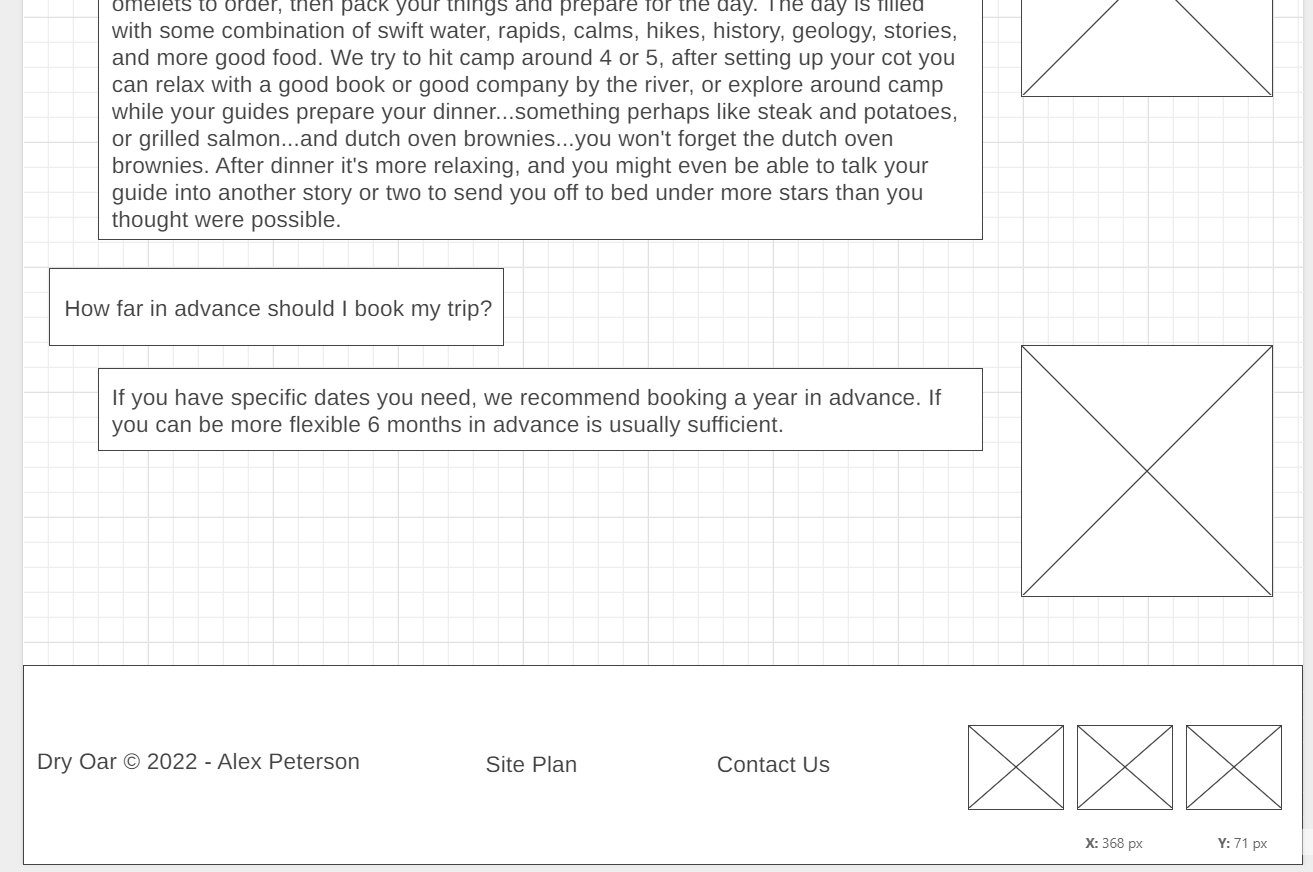 omelets to order, then pack your things and prepare for the day. The day is filled
with some combination of swift water, rapids, calms, hikes, history, geology, stories,
and more good food. We try to hit camp around 4 or 5, after setting up your cot you
can relax with a good book or good company by the river, or explore around camp
while your guides prepare your dinner...something perhaps like steak and potatoes,
or grilled salmon...and dutch oven brownies...you won't forget the dutch oven
brownies. After dinner it's more relaxing, and you might even be able to talk your
guide into another story or two to send you off to bed under more stars than you
thought were possible.
How far in advance should I book my trip?
If you have specific dates you need, we recommend booking a year in advance. If
you can be more flexible 6 months in advance is usually sufficient.
Dry Oar © 2022 - Alex Peterson
Site Plan
Contact Us
X: 368 px
Y: 71 px